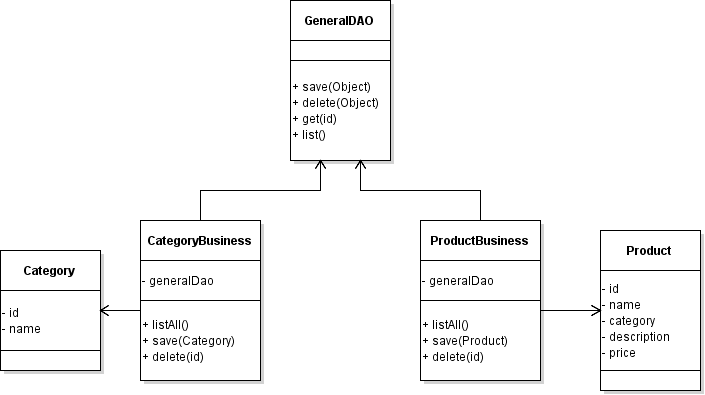 GeneralDAO
+ save(Object)
+ delete(Object)
+ get(id)
+ list()
Category
- id
- name
CategoryBusiness
- generalDao
+ listAll()
+ save(Category)
+ delete(id)
ProductBusiness
- generalDao
+ listAll()
+ save(Product)
+ delete(id)
Product
- id
- name
- category
- description
- price